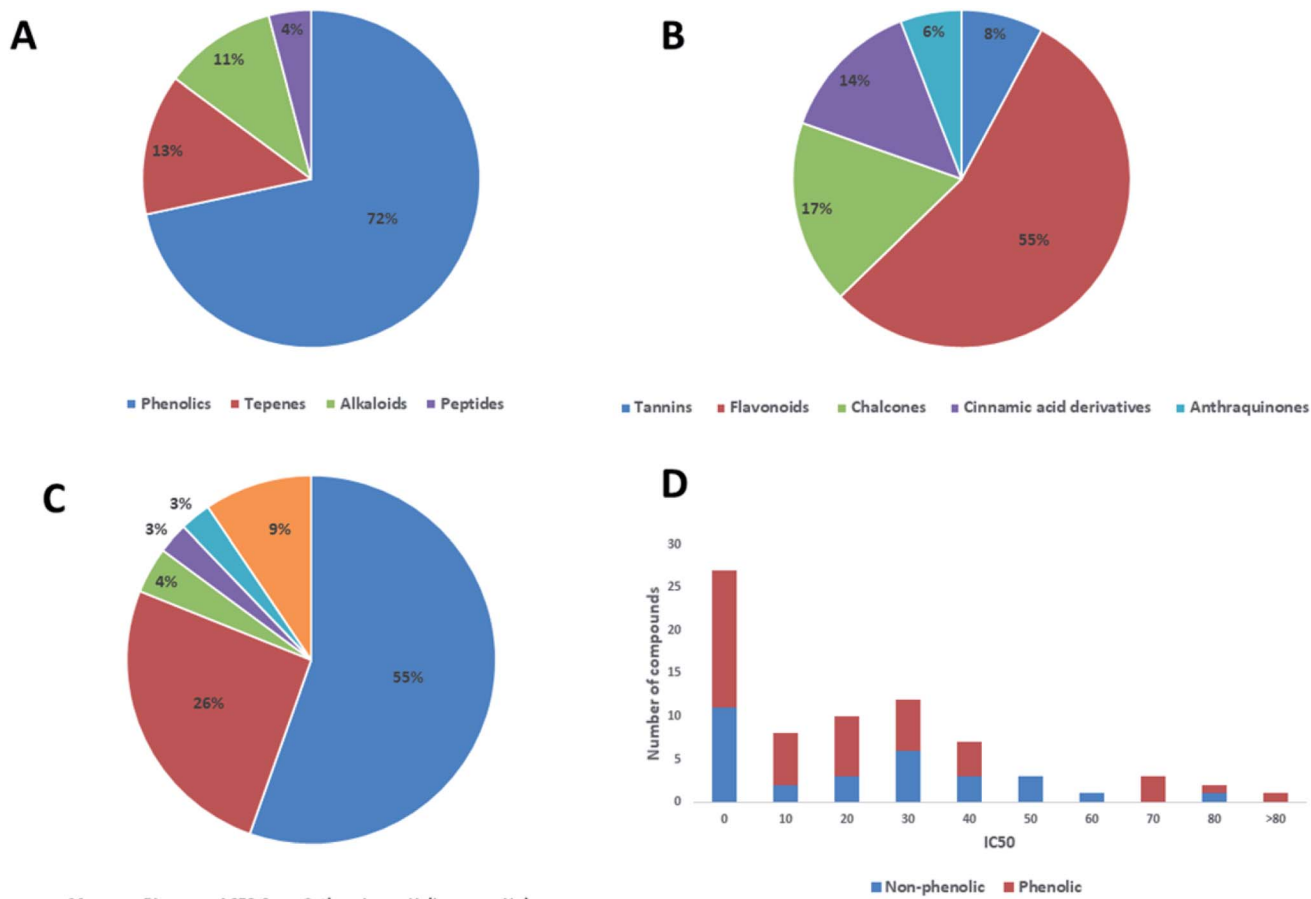 A
4%
11%
13%
72%
Phenolics Tepenes Alkaloids Peptides
B
6%
8%
14%
17%
55%
Tannins Flavonoids Chalcones Cinnamic acid derivatives Anthraquinones
C
3%
3%
9%
4%
55%
26%
D
Number of compounds
30
25
20
15
10
5
0
0 10 20 30 40 50 60 70 80 >80
IC50
Non-phenolic Phenolic